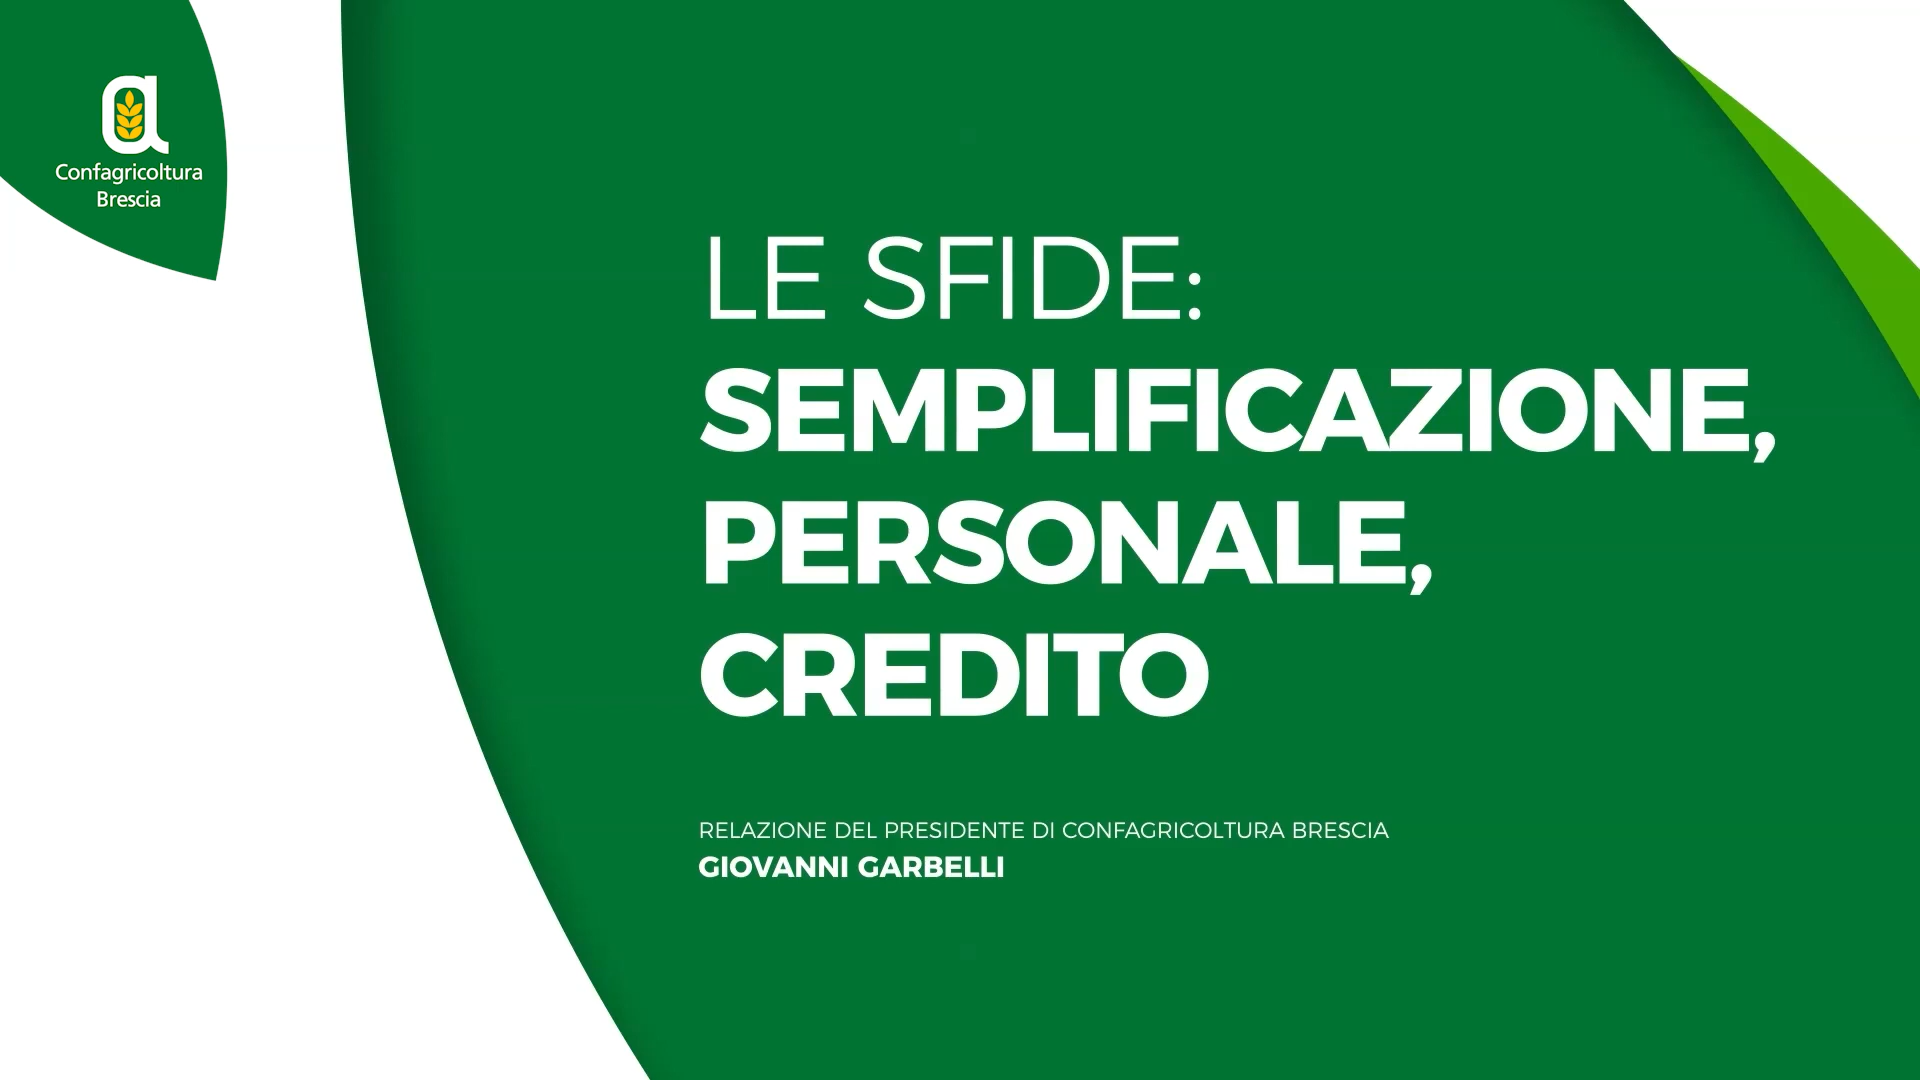 Confagricoltura
Brescia
LE SFIDE:
SEMPLIFICAZIONE,
PERSONALE,
CREDITO
RELAZIONE DEL PRESIDENTE DI CONFAGRICOLTURA BRESCIA
GIOVANNI GARBELLI